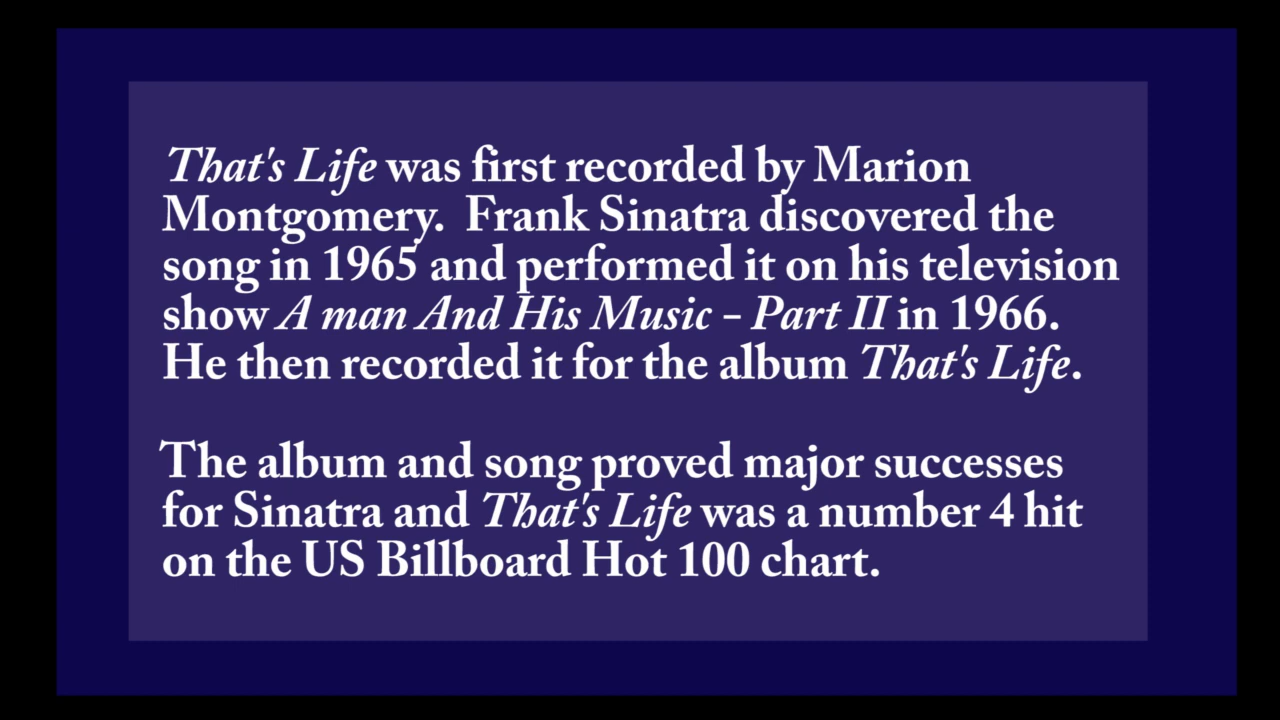 That's Life was first recorded by Marion
Montgomery.  Frank Sinatra discovered the
song in 1965 and performed it on his television
show A man And His Music - Part II in 1966.
He then recorded it for the album That's Life.
The album and song proved major successes
for Sinatra and That's Life was a number 4 hit
on the US Billboard Hot 100 chart.